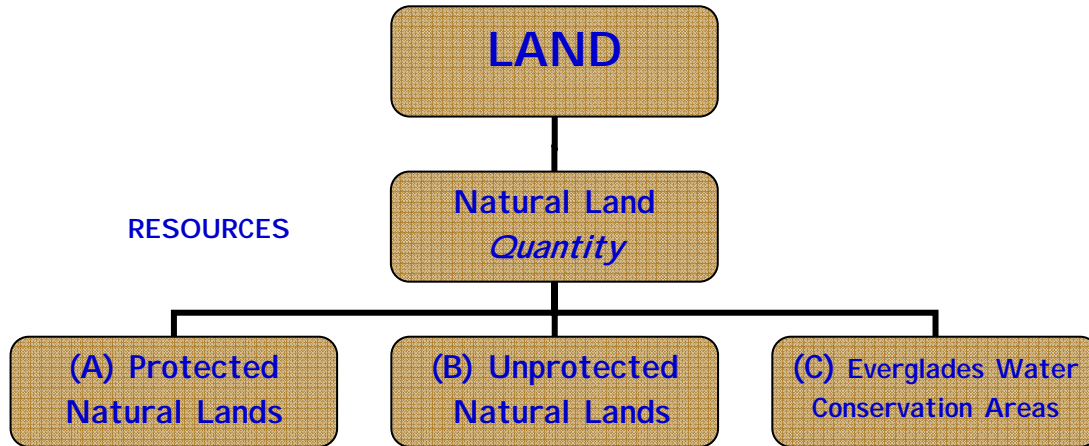 LAND
Natural Land
Quantity
RESOURCES
(A) Protected
Natural Lands
(B) Unprotected
Natural Lands
(C) Everglades Water
Conservation Areas